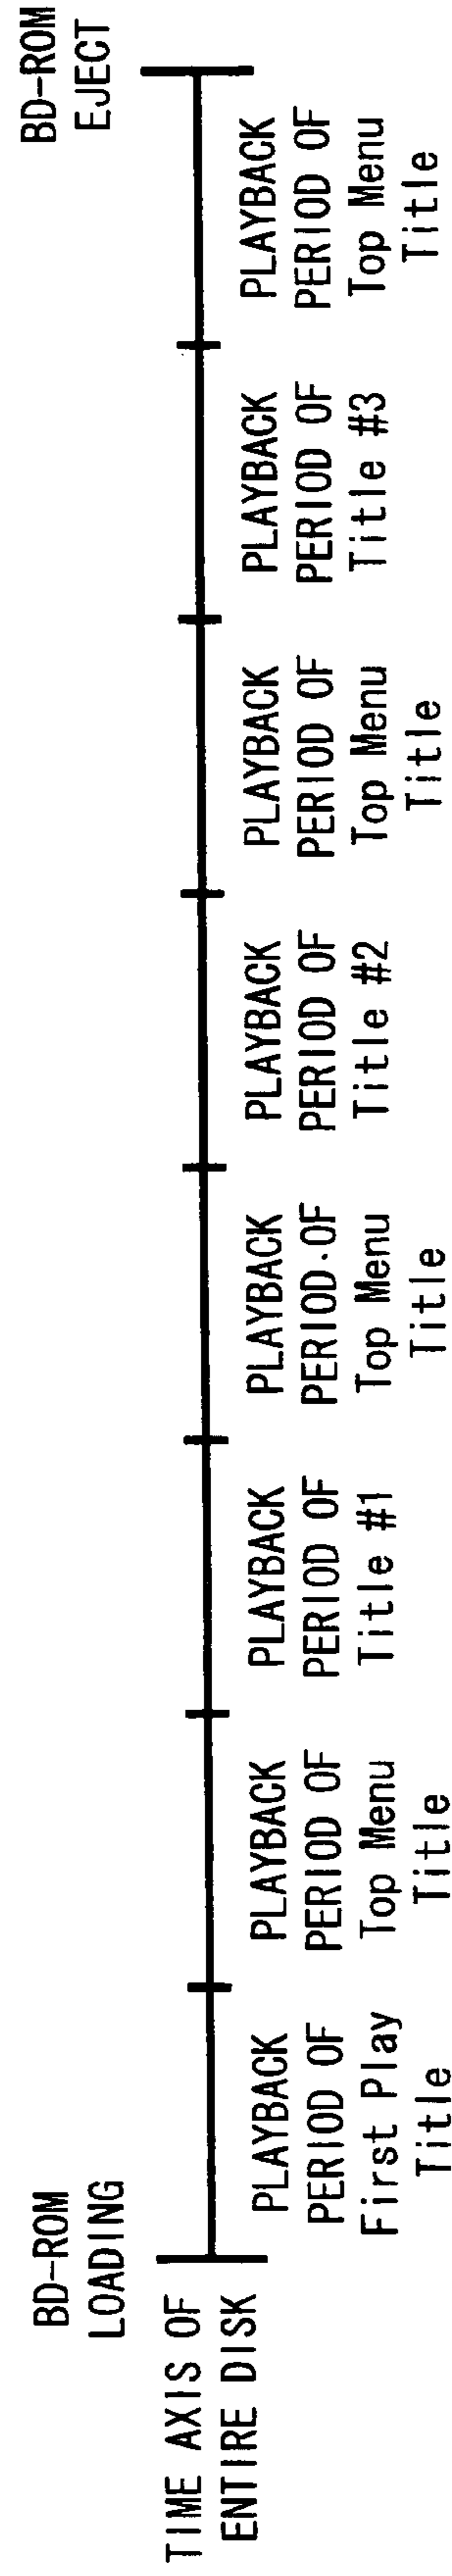 BD-ROM
LOADING
BD-ROM
EJECT
TIME AXIS OF
ENTIRE DISK
PLAYBACK
PERIOD OF
First Play
Title
PLAYBACK
PERIOD OF
Top Menu
Title
PLAYBACK
PERIOD OF
Title #1
PLAYBACK
PERIOD OF
Top Menu
Title
PLAYBACK
PERIOD OF
Title #2
PLAYBACK
PERIOD OF
Top Menu
Title
PLAYBACK
PERIOD OF
Title #3
PLAYBACK
PERIOD OF
Top Menu
Title